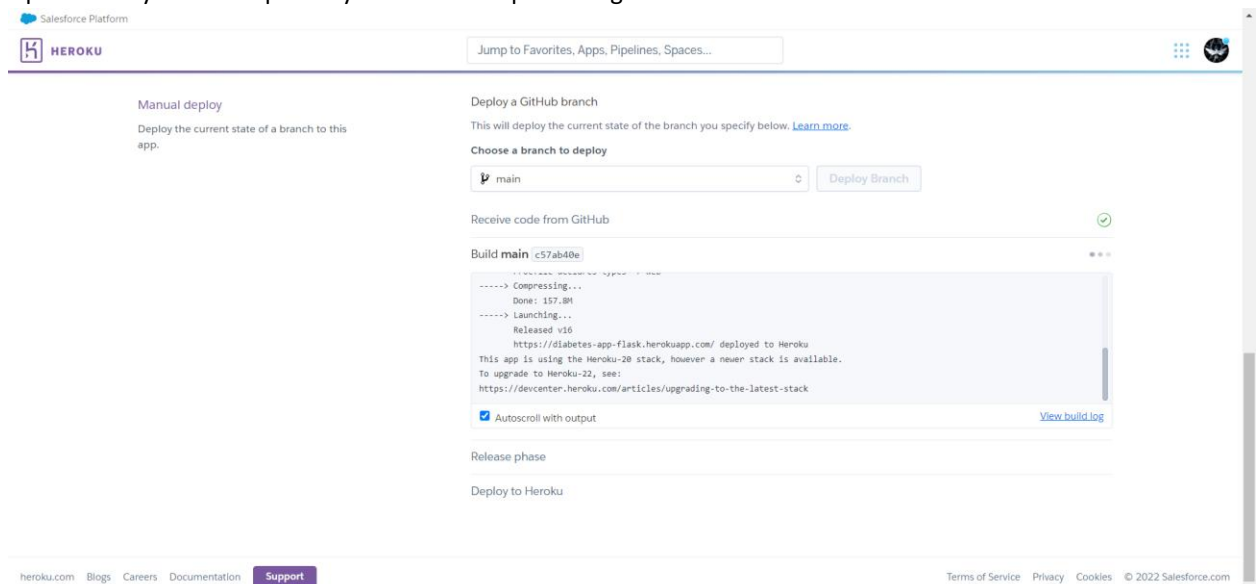 Salesforce Platform
HEROKU
Jump to Favorites, Apps, Pipelines, Spaces...
Manual deploy
Deploy the current state of a branch to this
app.
Deploy a GitHub branch
This will deploy the current state of the branch you specify below. Learn more.
Choose a branch to deploy
main
Deploy Branch
Receive code from GitHub
Build main c57ab40e
-----> Compressing...
Done: 157.8M
-----> Launching...
Released v16
https://diabetes-app-flask.herokuapp.com/ deployed to Heroku
This app is using the Heroku-20 stack, however a newer stack is available.
To upgrade to Heroku-22, see:
https://devcenter.heroku.com/articles/upgrading-to-the-latest-stack
Autoscroll with output
View build log
Release phase
Deploy to Heroku
heroku.com Blogs Careers Documentation Support
Terms of Service Privacy Cookies © 2022 Salesforce.com